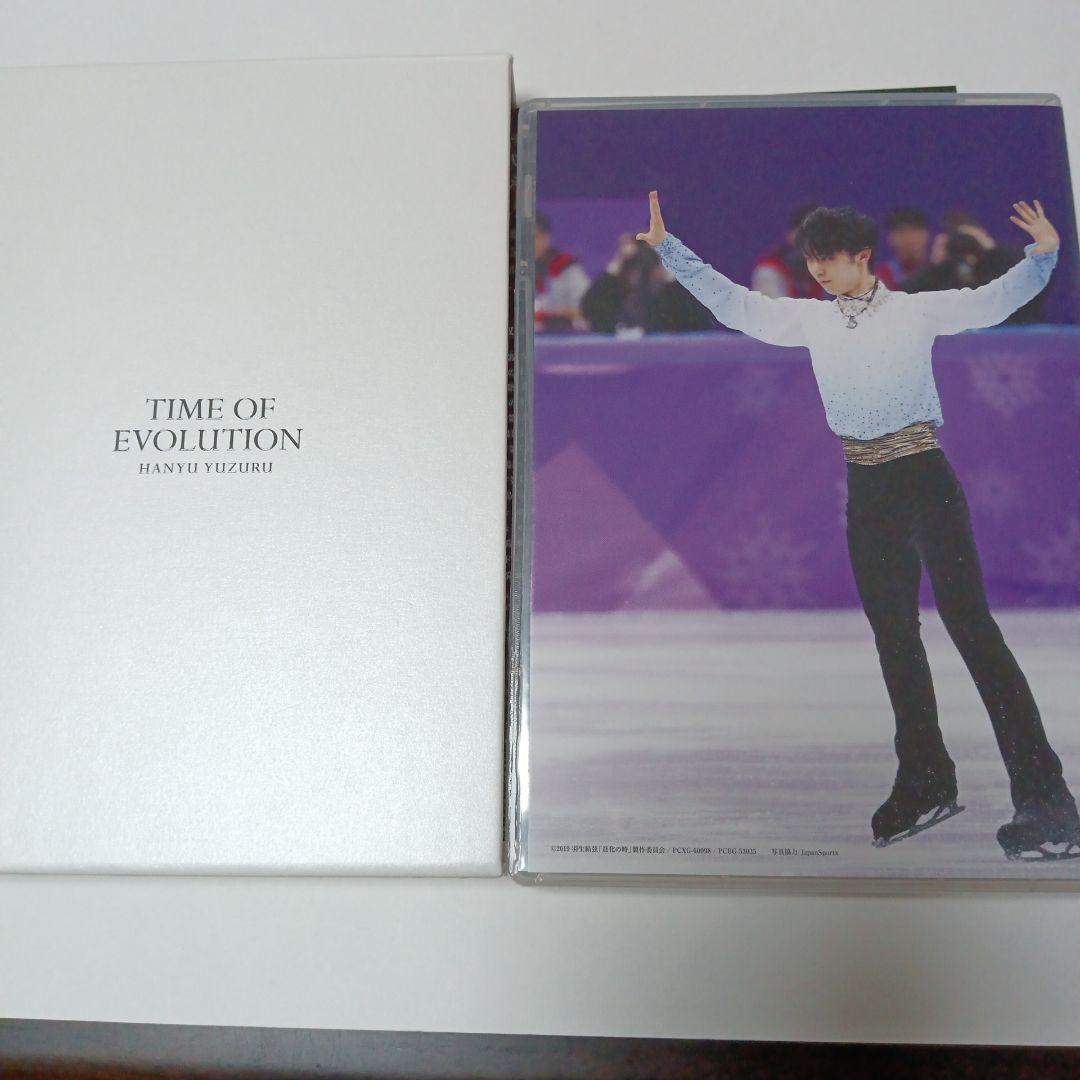 TIME OF
EVOLUTION
HANYU YUZURU
©2019 羽生結弦「進化の時」製作委員会 / PCXG-60098 / PCBG-53035 写真協力 JapanSports